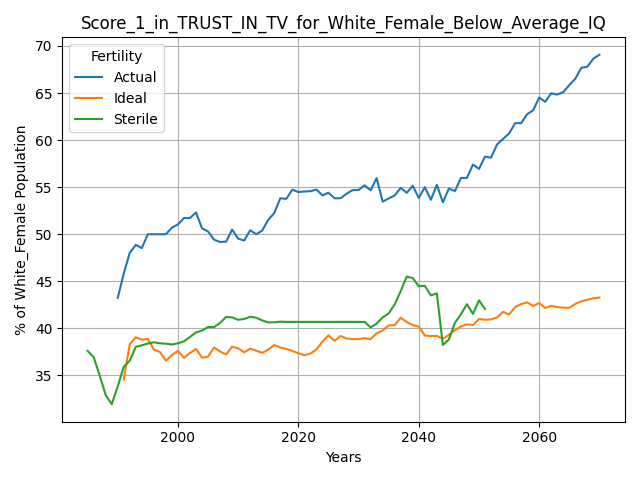 Score_1_in_TRUST_IN_TV_for_White_Female_Below_Average_IQ
Fertility
Actual
Ideal
Sterile
% of White_Female Population
70
65
60
55
50
45
40
35
2000
2020
2040
2060
Years